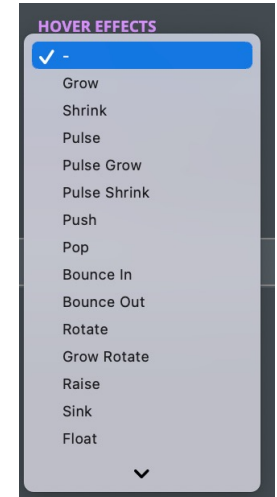 HOVER EFFECTS
✓ -
Grow
Shrink
Pulse
Pulse Grow
Pulse Shrink
Push
Pop
Bounce In
Bounce Out
Rotate
Grow Rotate
Raise
Sink
Float